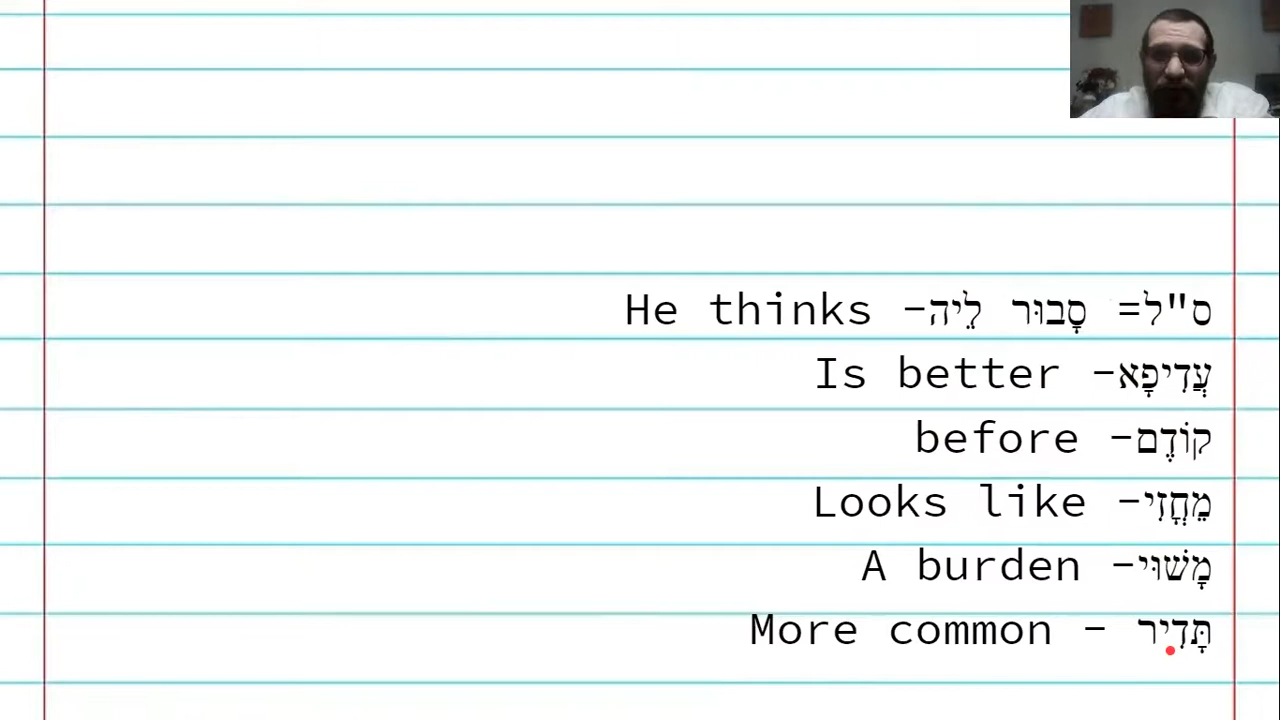 ס"ל= סָבוּר לֵיה- He thinks
עֲדִיפָא- Is better
קוֹדֶם- before
מֵחֲזִי- Looks like
מָשׁוּי- A burden
תָּדִיר - More common